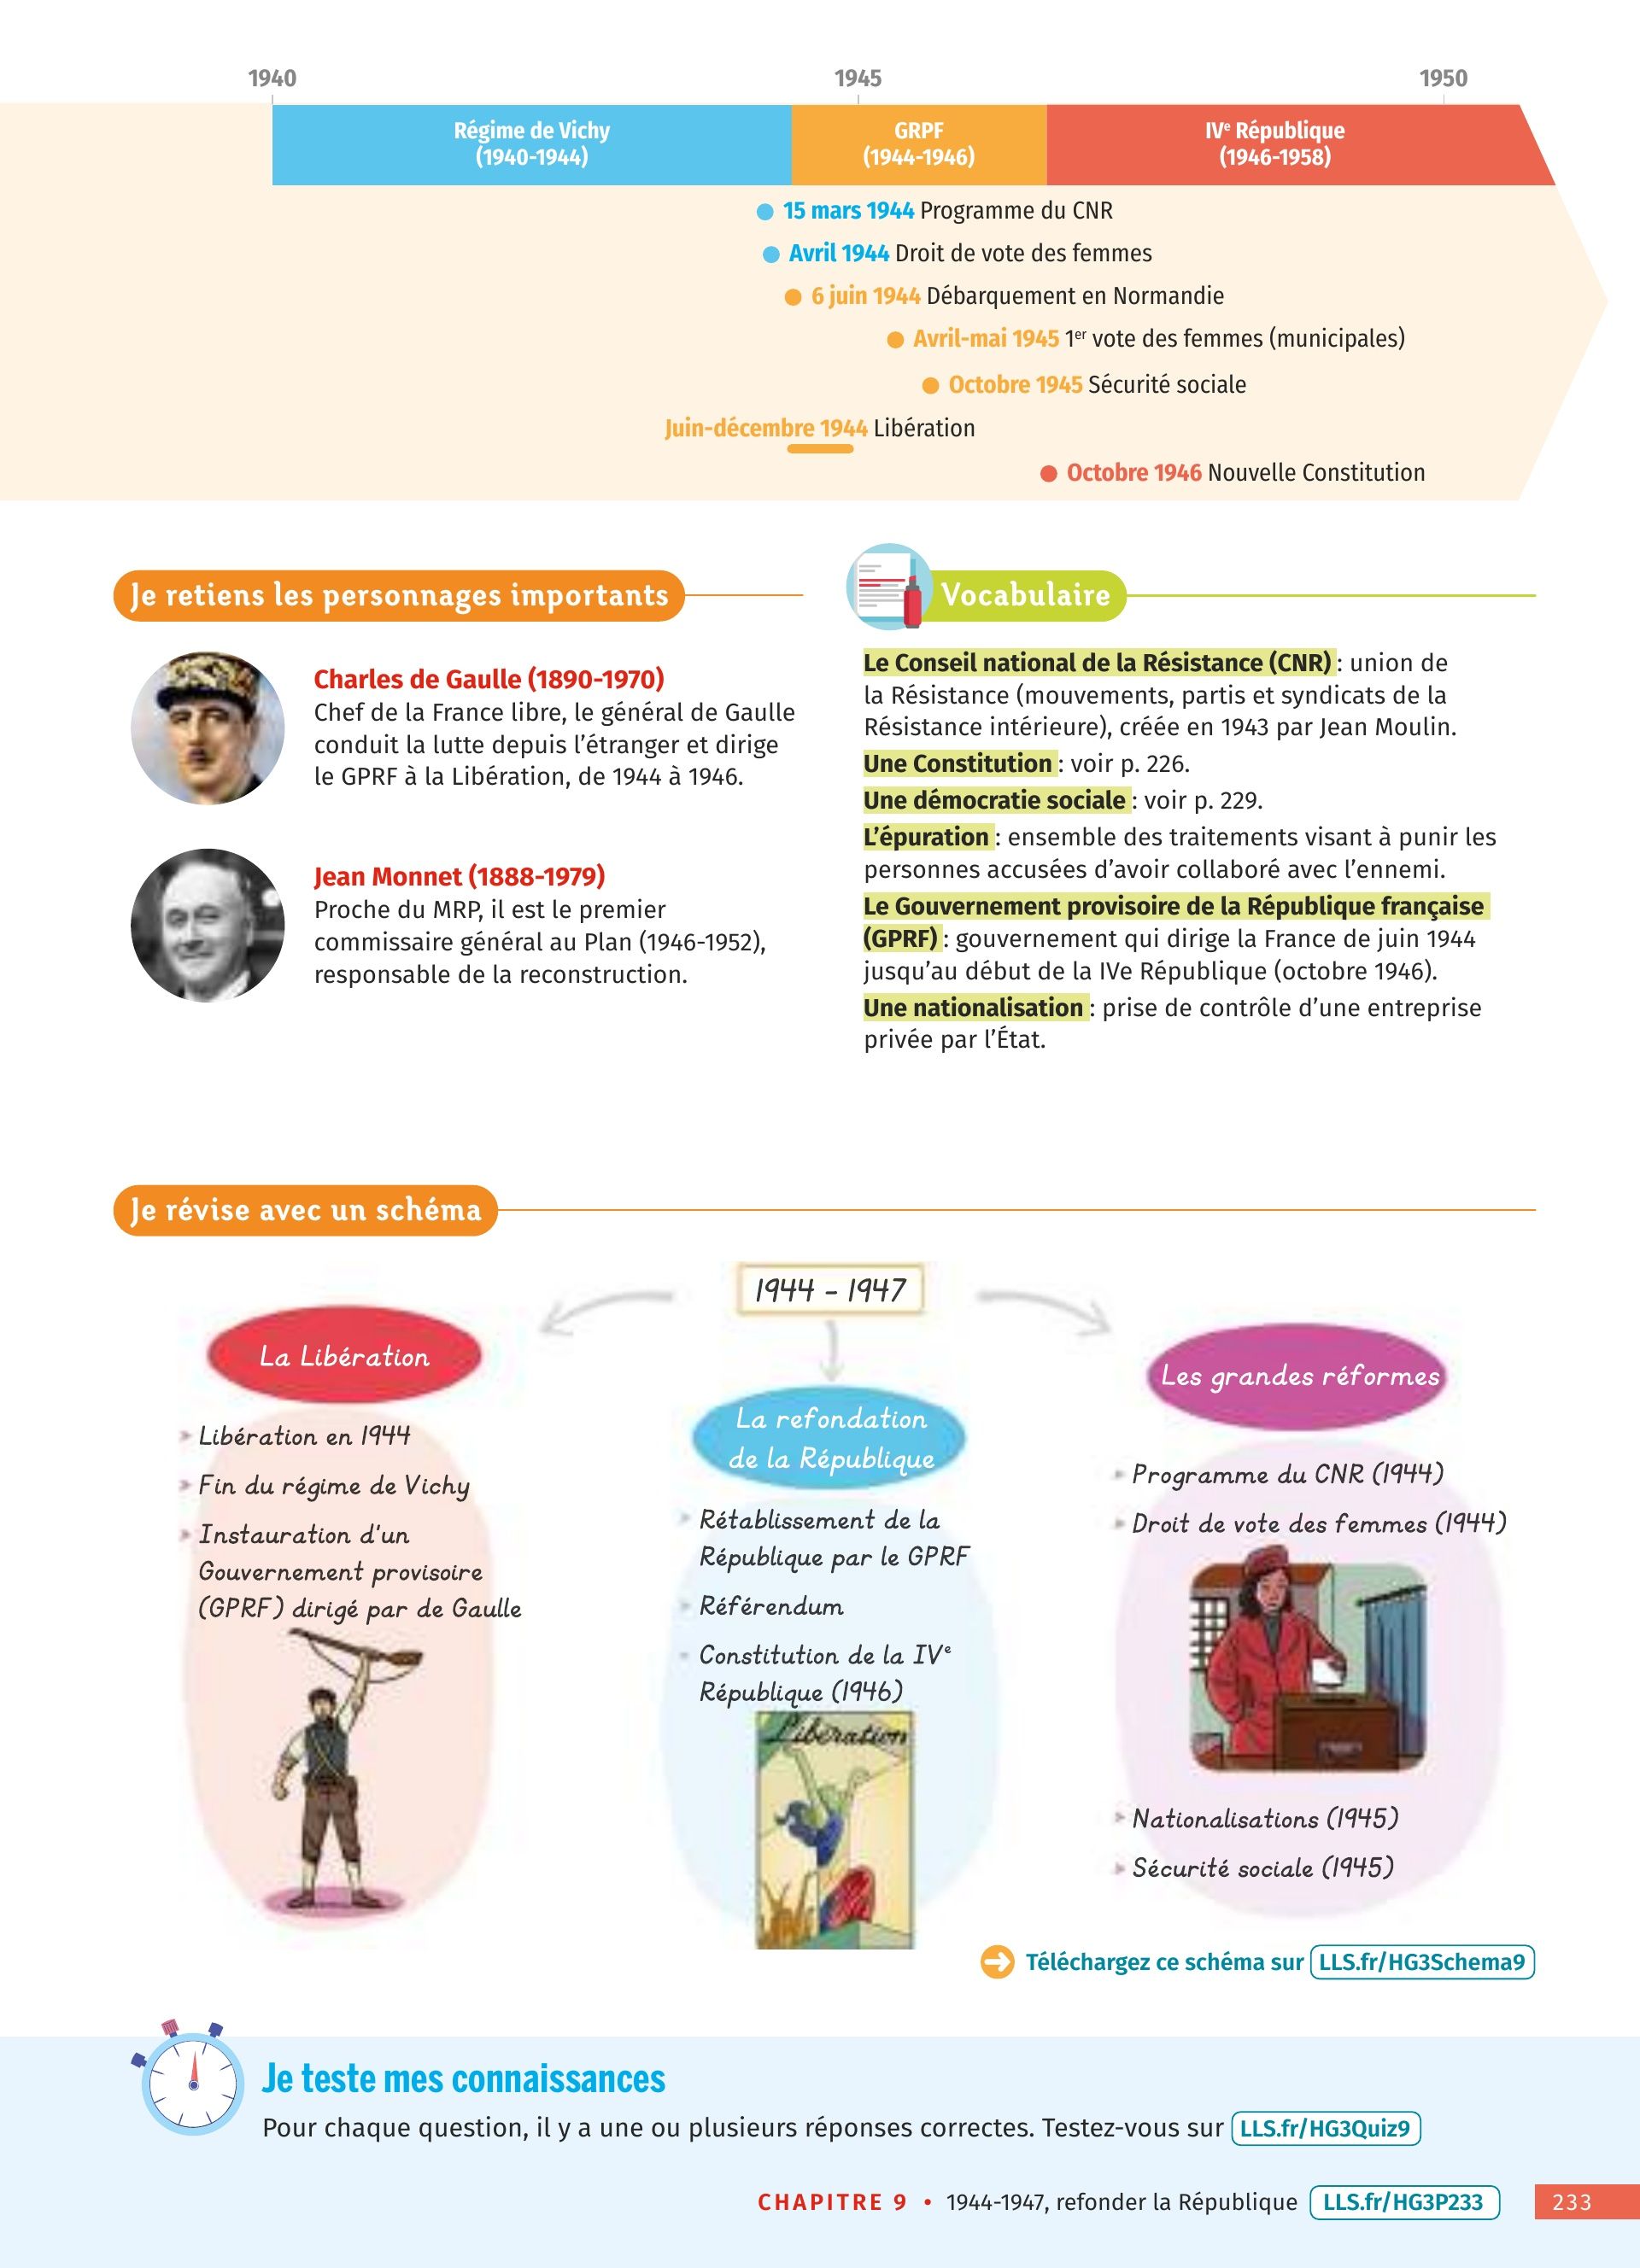 1940
1945
1950
Régime de Vichy
(1940-1944)
GRPF
(1944-1946)
IVe République
(1946-1958)
15 mars 1944 Programme du CNR
Avril 1944 Droit de vote des femmes
6 juin 1944 Débarquement en Normandie
Avril-mai 1945 1er vote des femmes (municipales)
Octobre 1945 Sécurité sociale
Juin-décembre 1944 Libération
Octobre 1946 Nouvelle Constitution
Je retiens les personnages importants
Charles de Gaulle (1890-1970)
Chef de la France libre, le général de Gaulle
conduit la lutte depuis l'étranger et dirige
le GPRF à la Libération, de 1944 à 1946.
Jean Monnet (1888-1979)
Proche du MRP, il est le premier
commissaire général au Plan (1946-1952),
responsable de la reconstruction.
Vocabulaire
Le Conseil national de la Résistance (CNR) : union de
la Résistance (mouvements, partis et syndicats de la
Résistance intérieure), créée en 1943 par Jean Moulin.
Une Constitution : voir p. 226.
Une démocratie sociale : voir p. 229.
L'épuration : ensemble des traitements visant à punir les
personnes accusées d'avoir collaboré avec l'ennemi.
Le Gouvernement provisoire de la République française
(GPRF) : gouvernement qui dirige la France de juin 1944
jusqu'au début de la IVe République (octobre 1946).
Une nationalisation : prise de contrôle d'une entreprise
privée par l'État.
Je révise avec un schéma
1944 - 1947
La Libération
Libération en 1944
Fin du régime de Vichy
Instauration d'un
Gouvernement provisoire
(GPRF) dirigé par de Gaulle
La refondation
de la République
Rétablissement de la
République par le GPRF
Référendum
Constitution de la IVe
République (1946)
Libération
Les grandes réformes
Programme du CNR (1944)
Droit de vote des femmes (1944)
Nationalisations (1945)
Sécurité sociale (1945)
Téléchargez ce schéma sur LLS.fr/HG3Schema9
Je teste mes connaissances
Pour chaque question, il y a une ou plusieurs réponses correctes. Testez-vous sur LLS.fr/HG3Quiz9
CHAPITRE 9 • 1944-1947, refonder la République LLS.fr/HG3P233
233